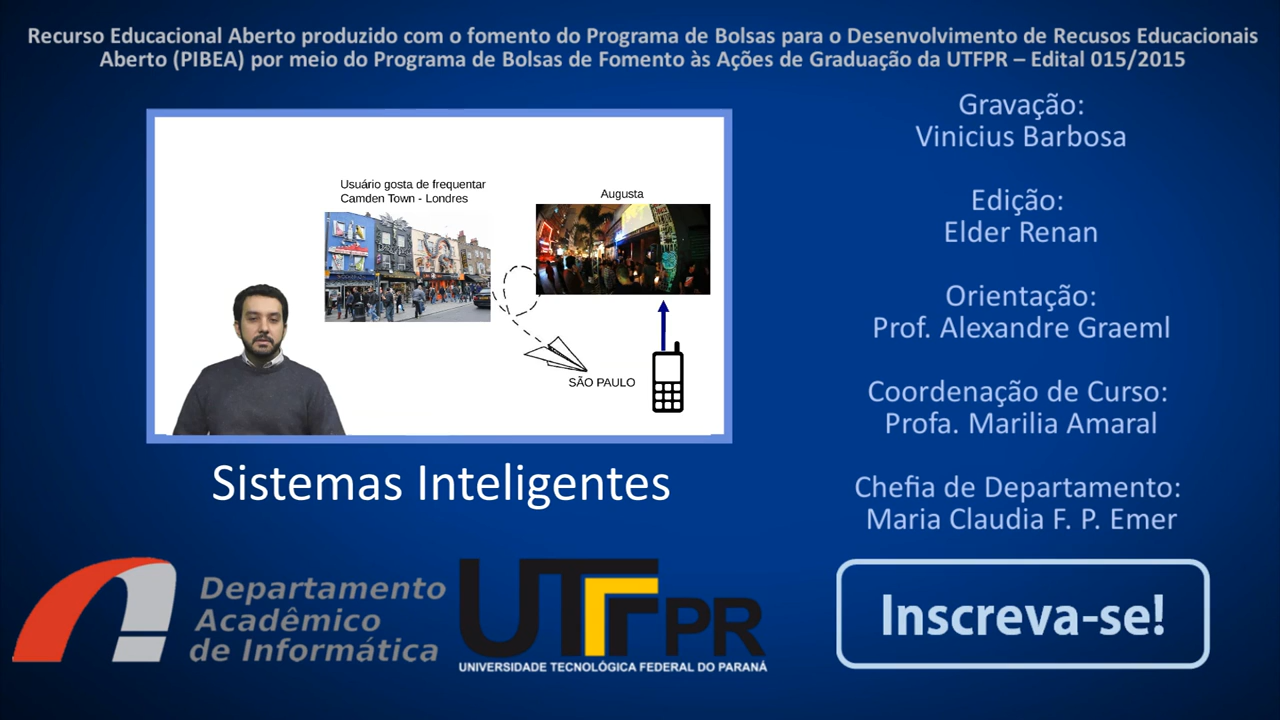 Recurso Educacional Aberto produzido com o fomento do Programa de Bolsas para o Desenvolvimento de Recusos Educacionais
Aberto (PIBEA) por meio do Programa de Bolsas de Fomento às Ações de Graduação da UTFPR – Edital 015/2015
Usuário gosta de frequentar
Camden Town - Londres
Augusta
SÃO PAULO
Sistemas Inteligentes
Gravação:
Vinicius Barbosa
Edição:
Elder Renan
Orientação:
Prof. Alexandre Graeml
Coordenação de Curso:
Profa. Marilia Amaral
Chefia de Departamento:
Maria Claudia F. P. Emer
Departamento
Acadêmico
de Informática
UTFPR
UNIVERSIDADE TECNOLÓGICA FEDERAL DO PARANÁ
Inscreva-se!